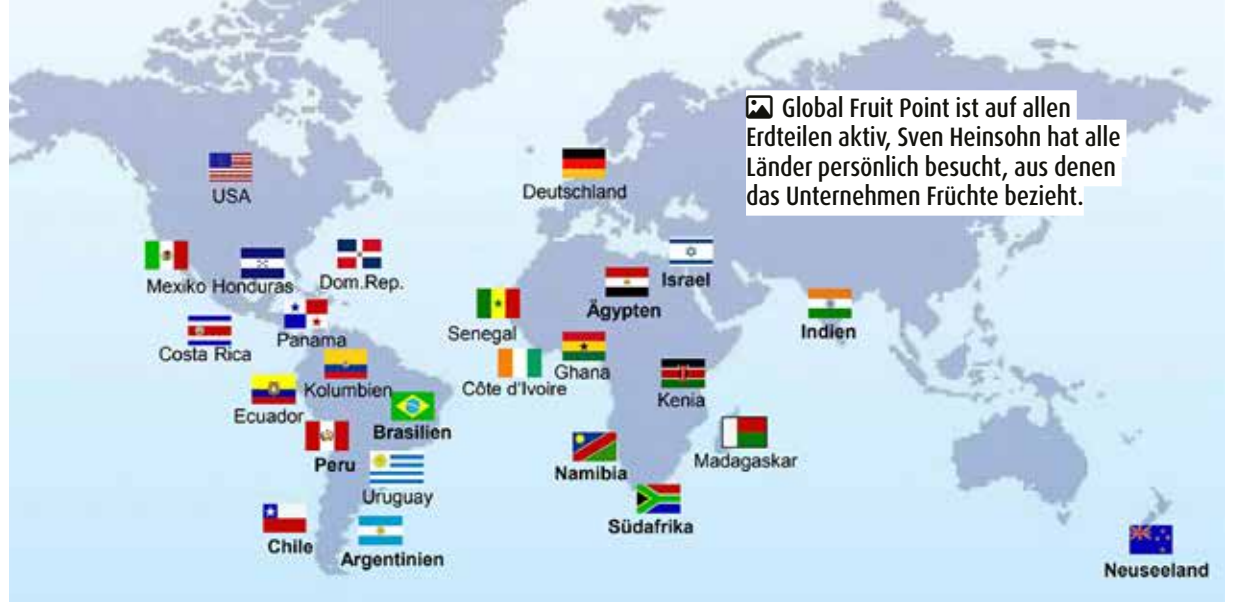 Global Fruit Point ist auf allen
Erdteilen aktiv, Sven Heinsohn hat alle
Länder persönlich besucht, aus denen
das Unternehmen Früchte bezieht.
USA
Deutschland
Mexiko
Honduras
Dom.Rep.
Israel
Ägypten
Senegal
Indien
Panama
Costa Rica
Ghana
Kolumbien
Côte d'Ivoire
Kenia
Ecuador
Brasilien
Peru
Namibia
Madagaskar
Uruguay
Südafrika
Chile
Argentinien
Neuseeland